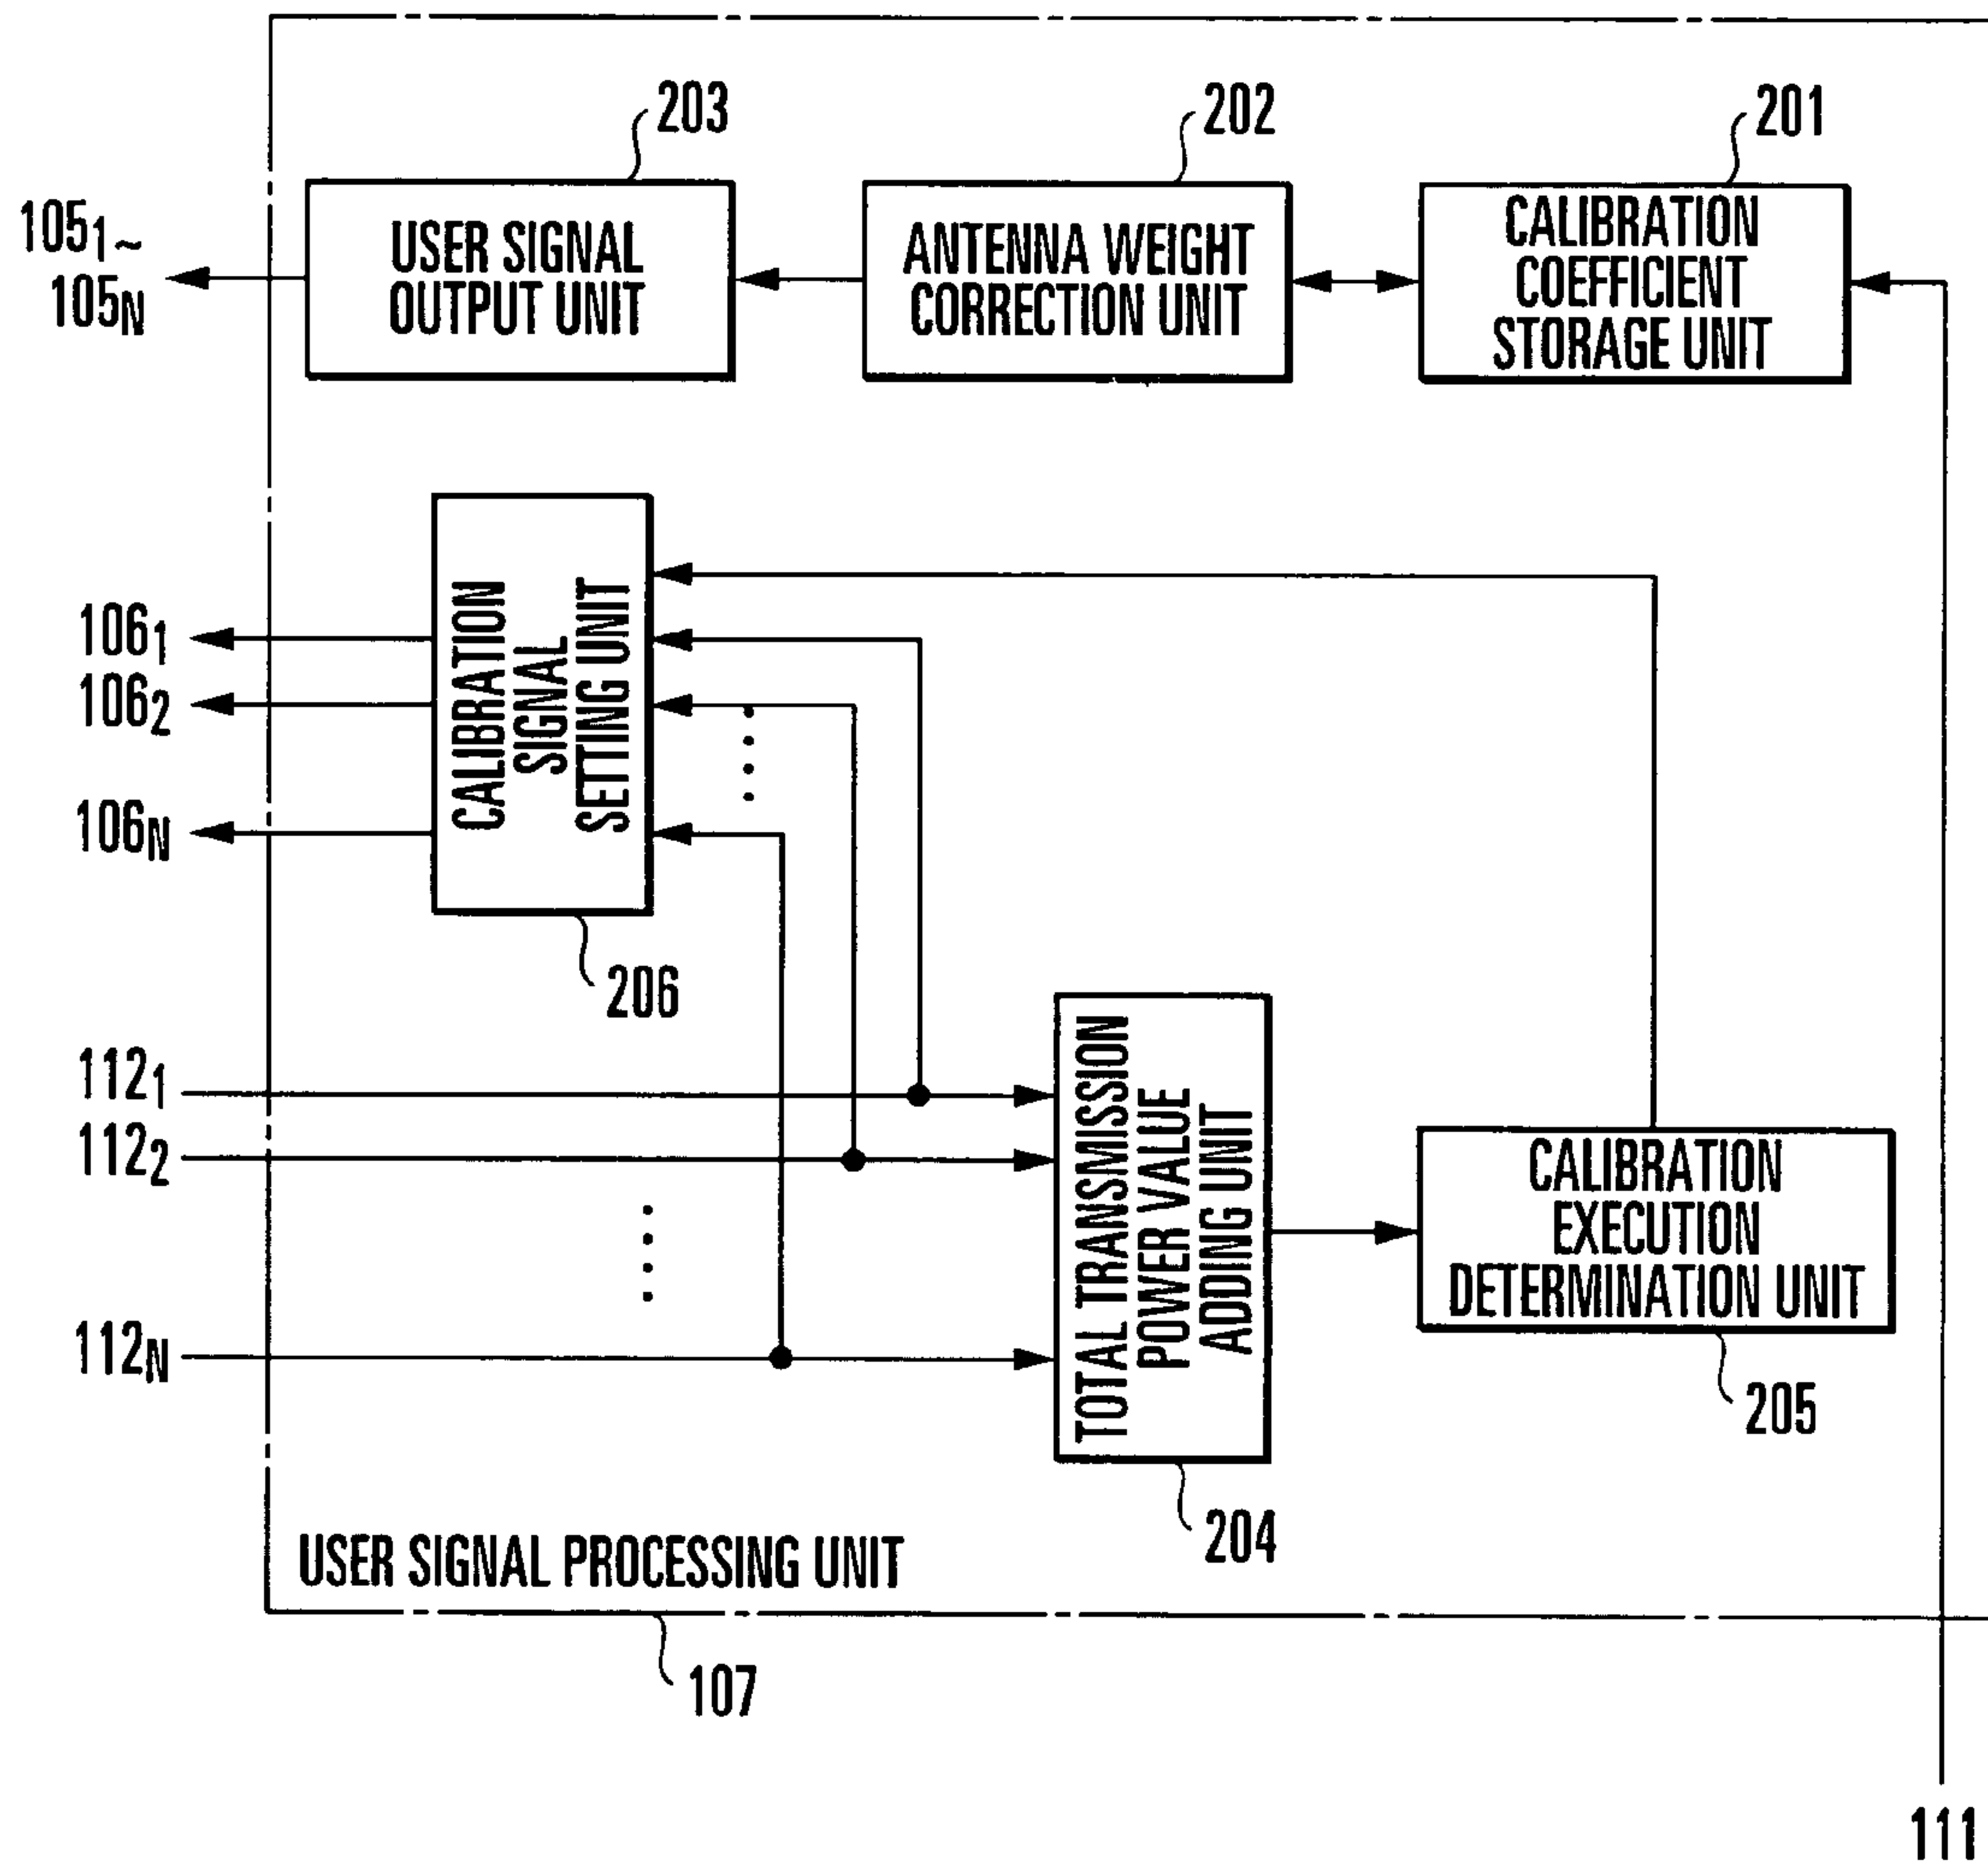 203
202
201
105₁~
105ₙ
USER SIGNAL
OUTPUT UNIT
ANTENNA WEIGHT
CORRECTION UNIT
CALIBRATION
COEFFICIENT
STORAGE UNIT
106₁
106₂
106ₙ
CALIBRATION
SIGNAL
SETTING UNIT
206
112₁
112₂
112ₙ
TOTAL TRANSMISSION
POWER VALUE
ADDING UNIT
204
CALIBRATION
EXECUTION
DETERMINATION UNIT
205
USER SIGNAL PROCESSING UNIT
107
111